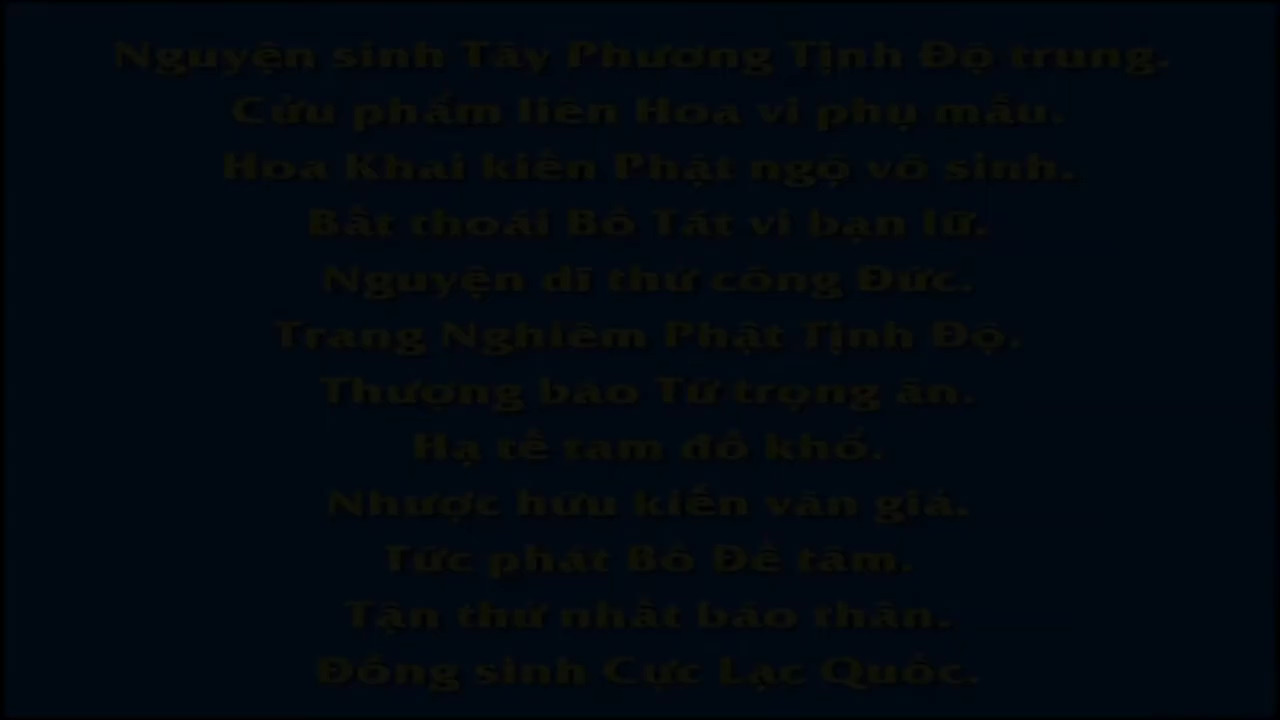 Nguyện sinh Tây Phương Tịnh Độ trung.
Cửu phẩm liên Hoa vi phụ mẫu.
Hoa Khai kiến Phật ngộ vô sinh.
Bất thoái Bồ Tát vi bạn lữ.
Nguyện dĩ thử công Đức.
Trang Nghiêm Phật Tịnh Độ.
Thượng báo Tứ trọng ân.
Hạ tế tam đồ khổ.
Nhược hữu kiến văn giả.
Tức phát Bồ Đề tâm.
Tận thử nhất báo thân.
Đồng sinh Cực Lạc Quốc.